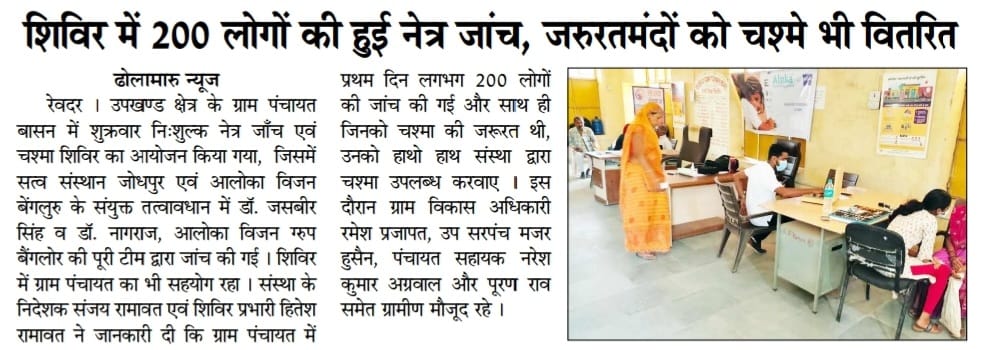 शिविर में 200 लोगों की हुई नेत्र जांच, जरुरतमंदों को चश्मे भी वितरित
ढोलामारु न्यूज
रेवदर । उपखण्ड क्षेत्र के ग्राम पंचायत
बासन में शुक्रवार नि:शुल्क नेत्र जाँच एवं
चश्मा शिविर का आयोजन किया गया, जिसमें
सत्व संस्थान जोधपुर एवं आलोका विजन
बेंगलुरु के संयुक्त तत्वावधान में डॉ. जसबीर
सिंह व डॉ. नागराज, आलोका विजन ग्रुप
बैंगलोर की पूरी टीम द्वारा जांच की गई । शिविर
में ग्राम पंचायत का भी सहयोग रहा । संस्था के
निदेशक संजय रामावत एवं शिविर प्रभारी हितेश
रामावत ने जानकारी दी कि ग्राम पंचायत में
प्रथम दिन लगभग 200 लोगों
की जांच की गई और साथ ही
जिनको चश्मा की जरूरत थी,
उनको हाथो हाथ संस्था द्वारा
चश्मा उपलब्ध करवाए । इस
दौरान ग्राम विकास अधिकारी
रमेश प्रजापत, उप सरपंच मजर
हुसैन, पंचायत सहायक नरेश
कुमार अग्रवाल और पूरण राव
समेत ग्रामीण मौजूद रहे ।